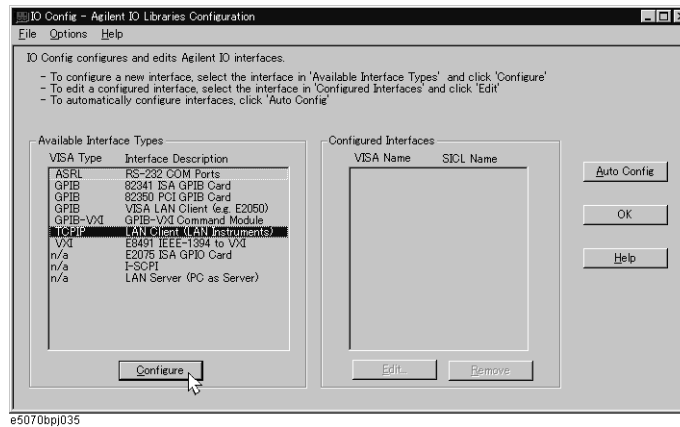 IO Config - Agilent IO Libraries Configuration
File Options Help
IO Config configures and edits Agilent IO interfaces.
- To configure a new interface, select the interface in 'Available Interface Types' and click 'Configure'
- To edit a configured interface, select the interface in 'Configured Interfaces' and click 'Edit'
- To automatically configure interfaces, click 'Auto Config'
Available Interface Types
VISA Type Interface Description
ASRL RS-232 COM Ports
GPIB 82341 ISA GPIB Card
GPIB 82350 PCI GPIB Card
GPIB VISA LAN Client (e.g. E2050)
GPIB-VXI GPIB-VXI Command Module
TCPIP LAN Client (LAN Instruments)
VXI E8491 IEEE-1394 to VXI
n/a E2075 ISA GPIO Card
n/a I-SCPI
n/a LAN Server (PC as Server)
Configure
Configured Interfaces
VISA Name SICL Name
Edit... Remove
Auto Config
OK
Help
e5070bpj035